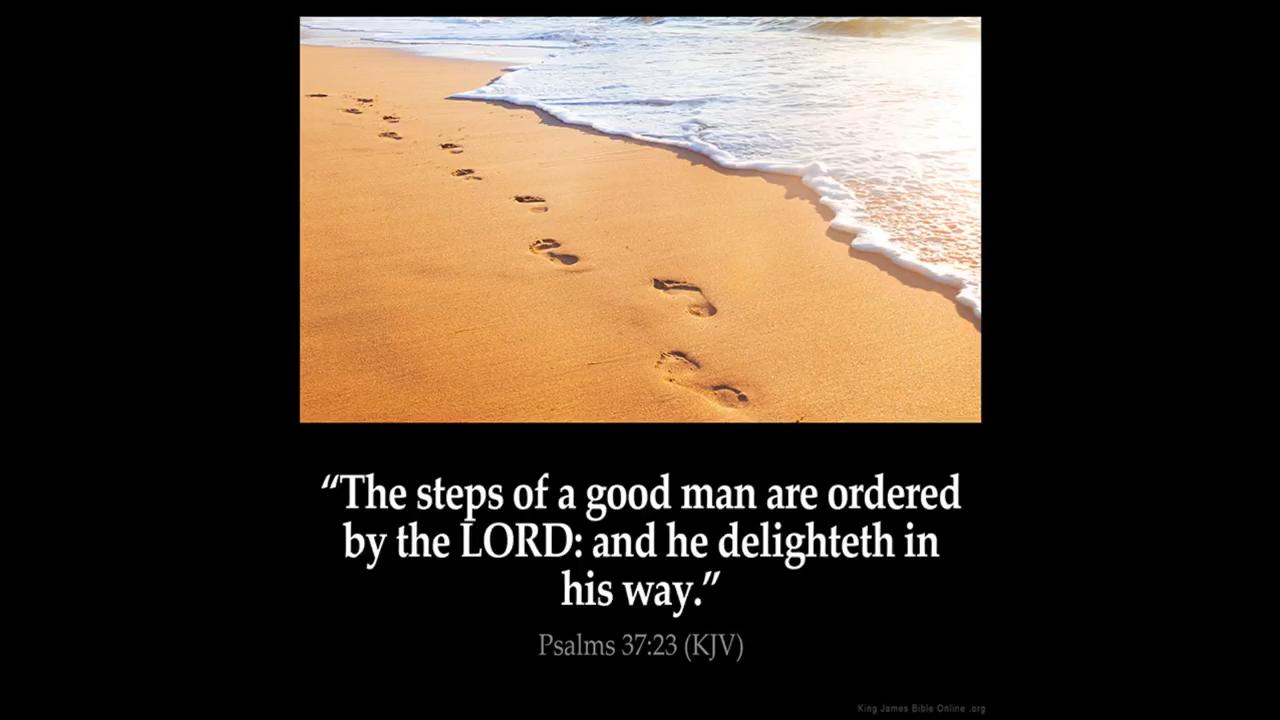 “The steps of a good man are ordered
by the LORD: and he delighteth in
his way.”
Psalms 37:23 (KJV)
King James Bible Online .org